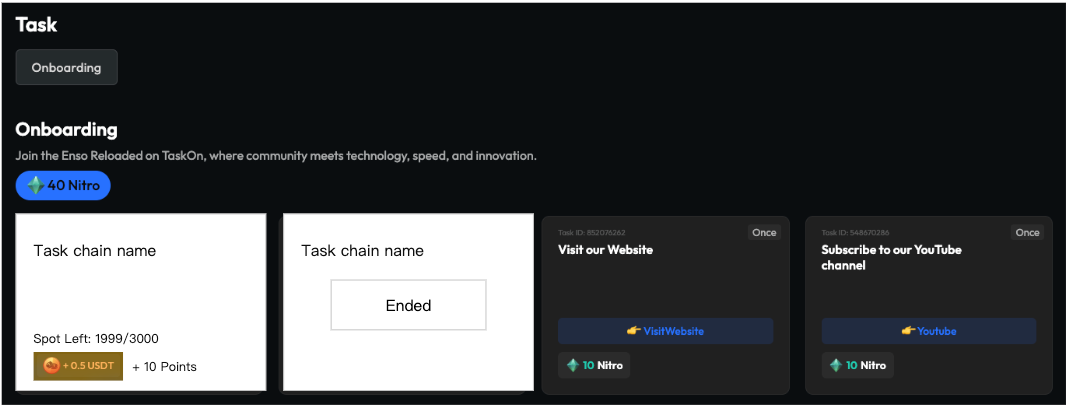 Task
Onboarding
Onboarding
Join the Enso Reloaded on TaskOn, where community meets technology, speed, and innovation.
40 Nitro
Task chain name
Spot Left: 1999/3000
+ 0.5 USDT + 10 Points
Task chain name
Ended
Task ID: 852076262 Once
Visit our Website
👉 VisitWebsite
10 Nitro
Task ID: 548670286 Once
Subscribe to our YouTube
channel
👉 Youtube
10 Nitro